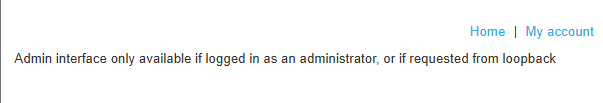 Home | My account
Admin interface only available if logged in as an administrator, or if requested from loopback